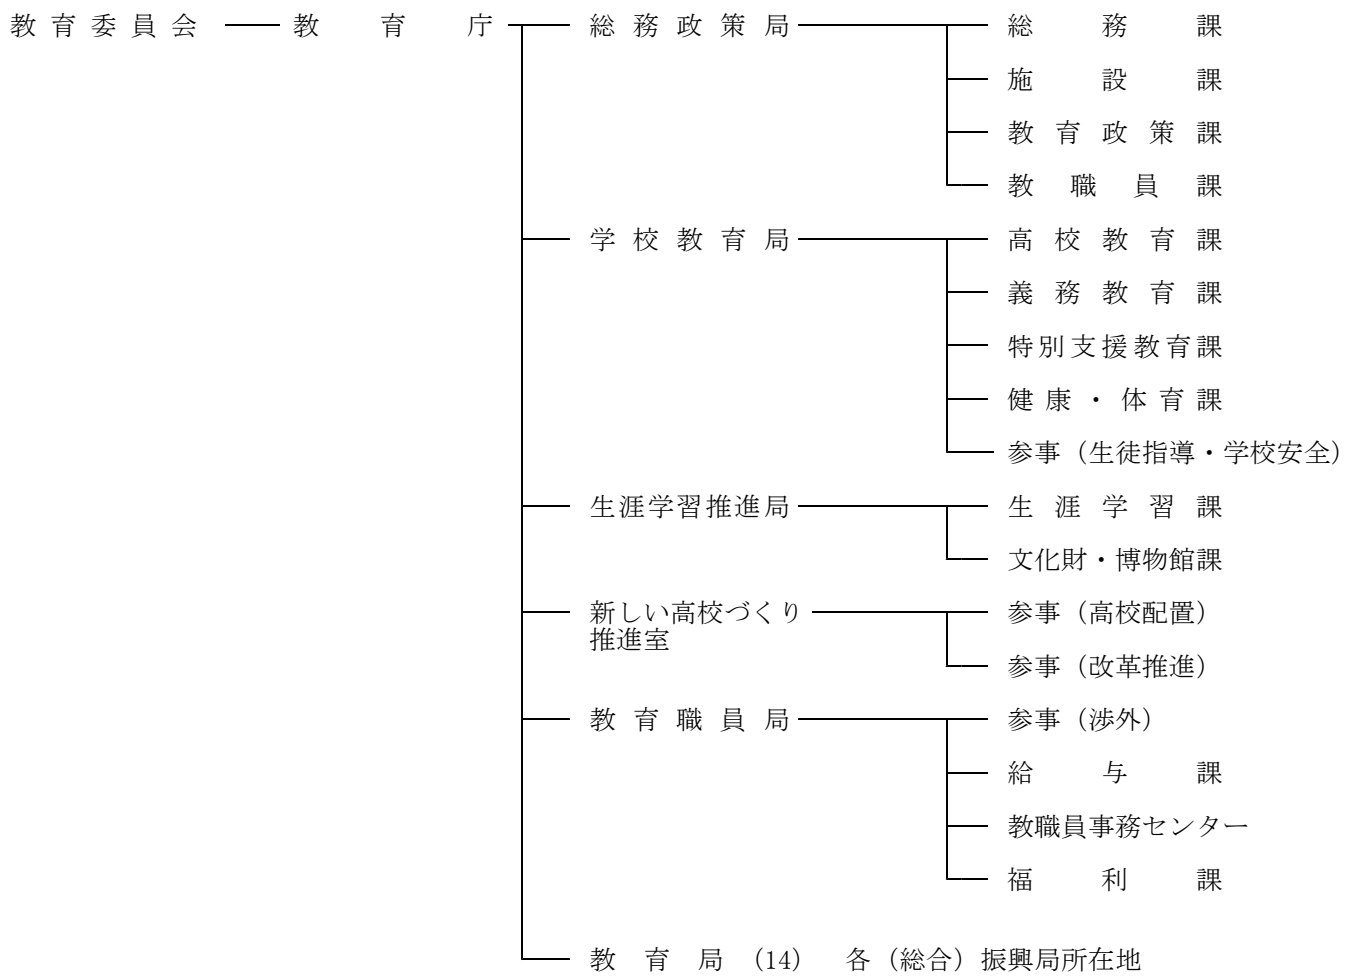 教育委員会 教育庁 総務政策局 総務課
施設課
教育政策課
教職員課
学校教育局 高校教育課
義務教育課
特別支援教育課
健康・体育課
参事（生徒指導・学校安全）
生涯学習推進局 生涯学習課
文化財・博物館課
新しい高校づくり 参事（高校配置）
推進室
参事（改革推進）
教育職員局 参事（渉外）
給与課
教職員事務センター
福利課
教育局（14） 各（総合）振興局所在地